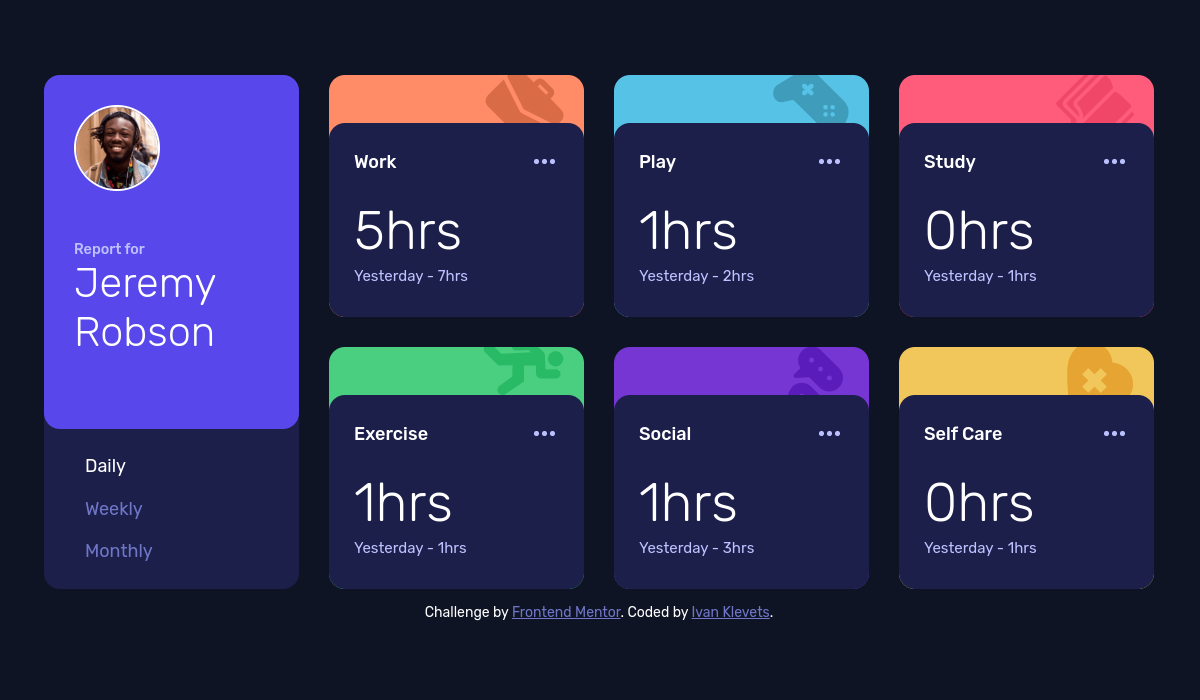 Report for
Jeremy
Robson
Daily
Weekly
Monthly
Work
5hrs
Yesterday - 7hrs
Play
1hrs
Yesterday - 2hrs
Study
0hrs
Yesterday - 1hrs
Exercise
1hrs
Yesterday - 1hrs
Social
1hrs
Yesterday - 3hrs
Self Care
0hrs
Yesterday - 1hrs
Challenge by Frontend Mentor. Coded by Ivan Klevets.